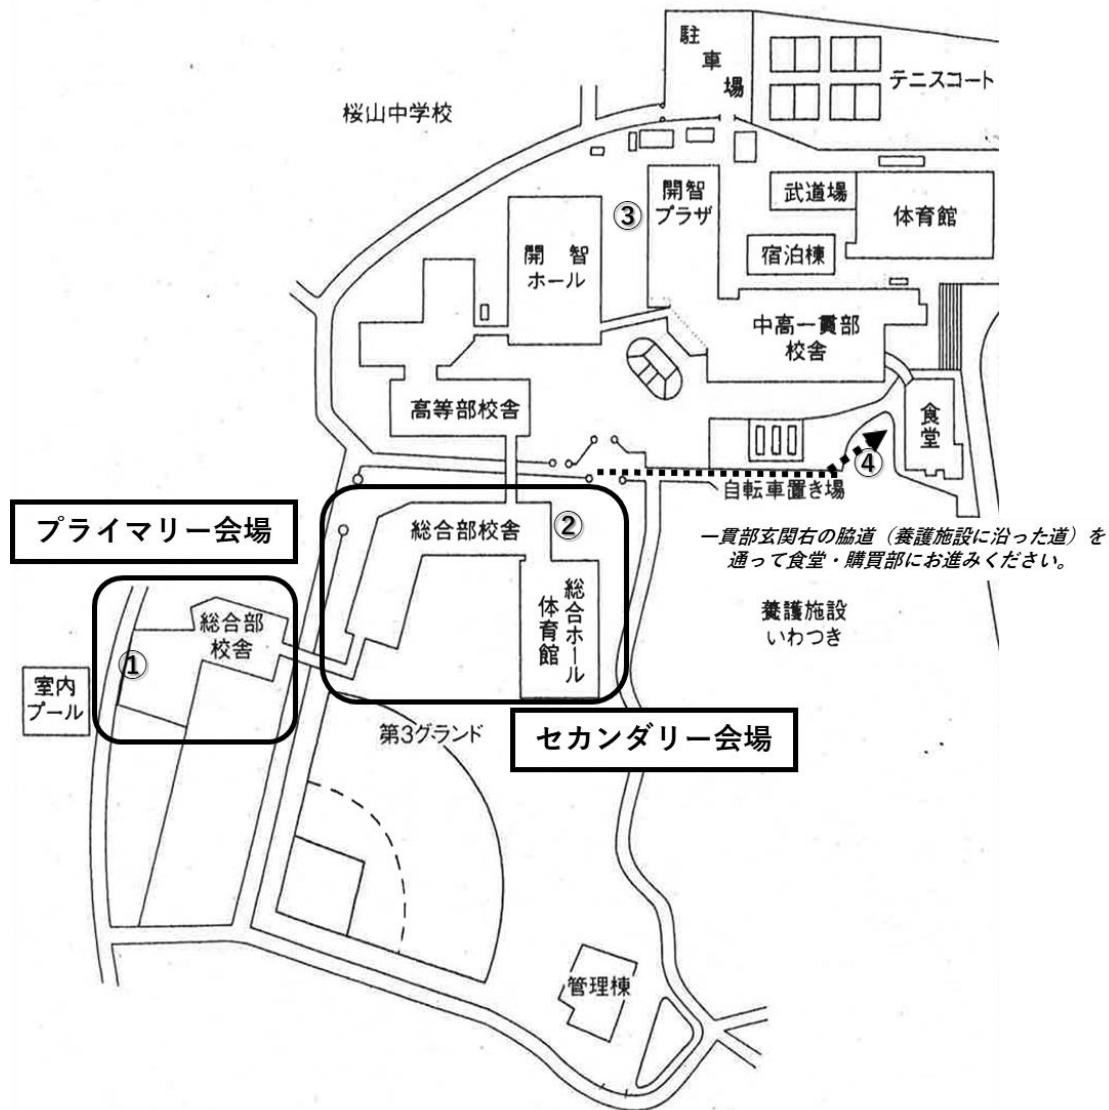 駐車場
テニスコート
桜山中学校
開智
プラザ
③
武道場
体育館
開智
ホール
宿泊棟
中高一貫部
校舎
高等部校舎
食堂
④
自転車置き場
プライマリー会場
総合部校舎
②
一貫部玄関右の脇道（養護施設に沿った道）を
通って食堂・購買部にお進みください。
総合ホール
体育館
養護施設
いわつき
総合部
校舎
①
室内
プール
第3グランド
セカンダリー会場
管理棟